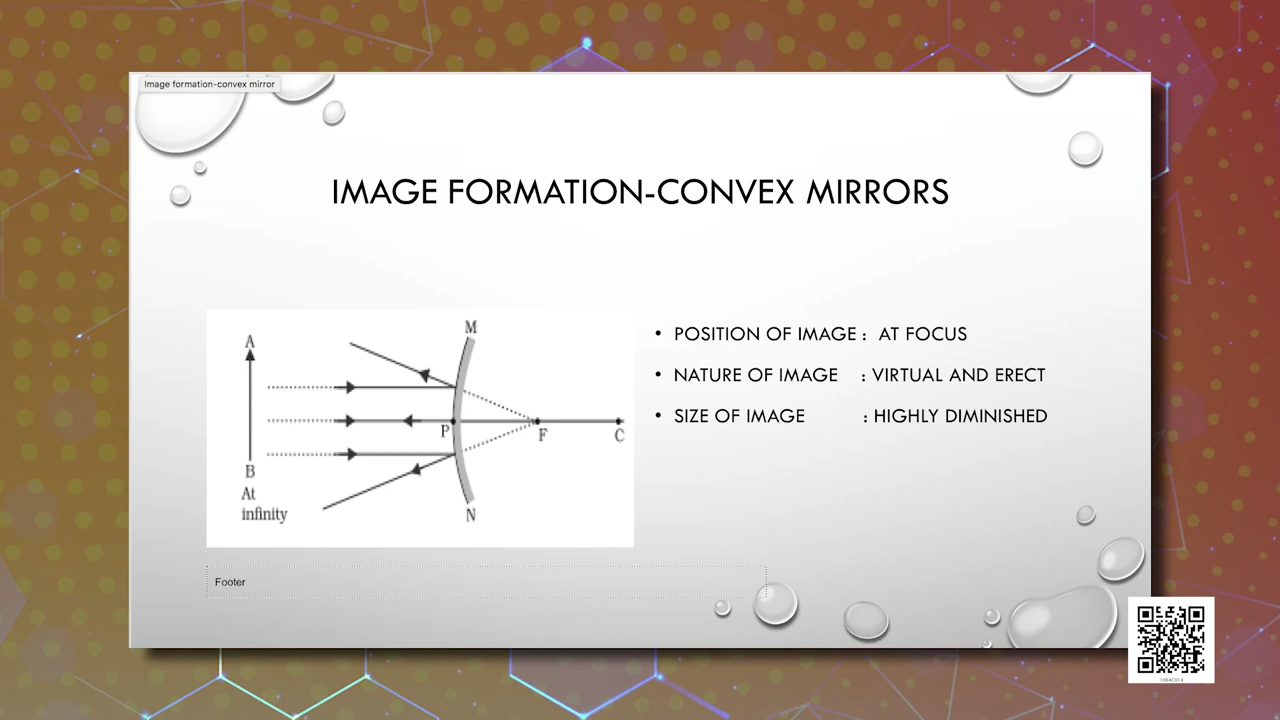 Image formation-convex mirror
IMAGE FORMATION-CONVEX MIRRORS
A
B
At
infinity
M
P
F
C
N
• POSITION OF IMAGE : AT FOCUS
• NATURE OF IMAGE : VIRTUAL AND ERECT
• SIZE OF IMAGE : HIGHLY DIMINISHED
Footer